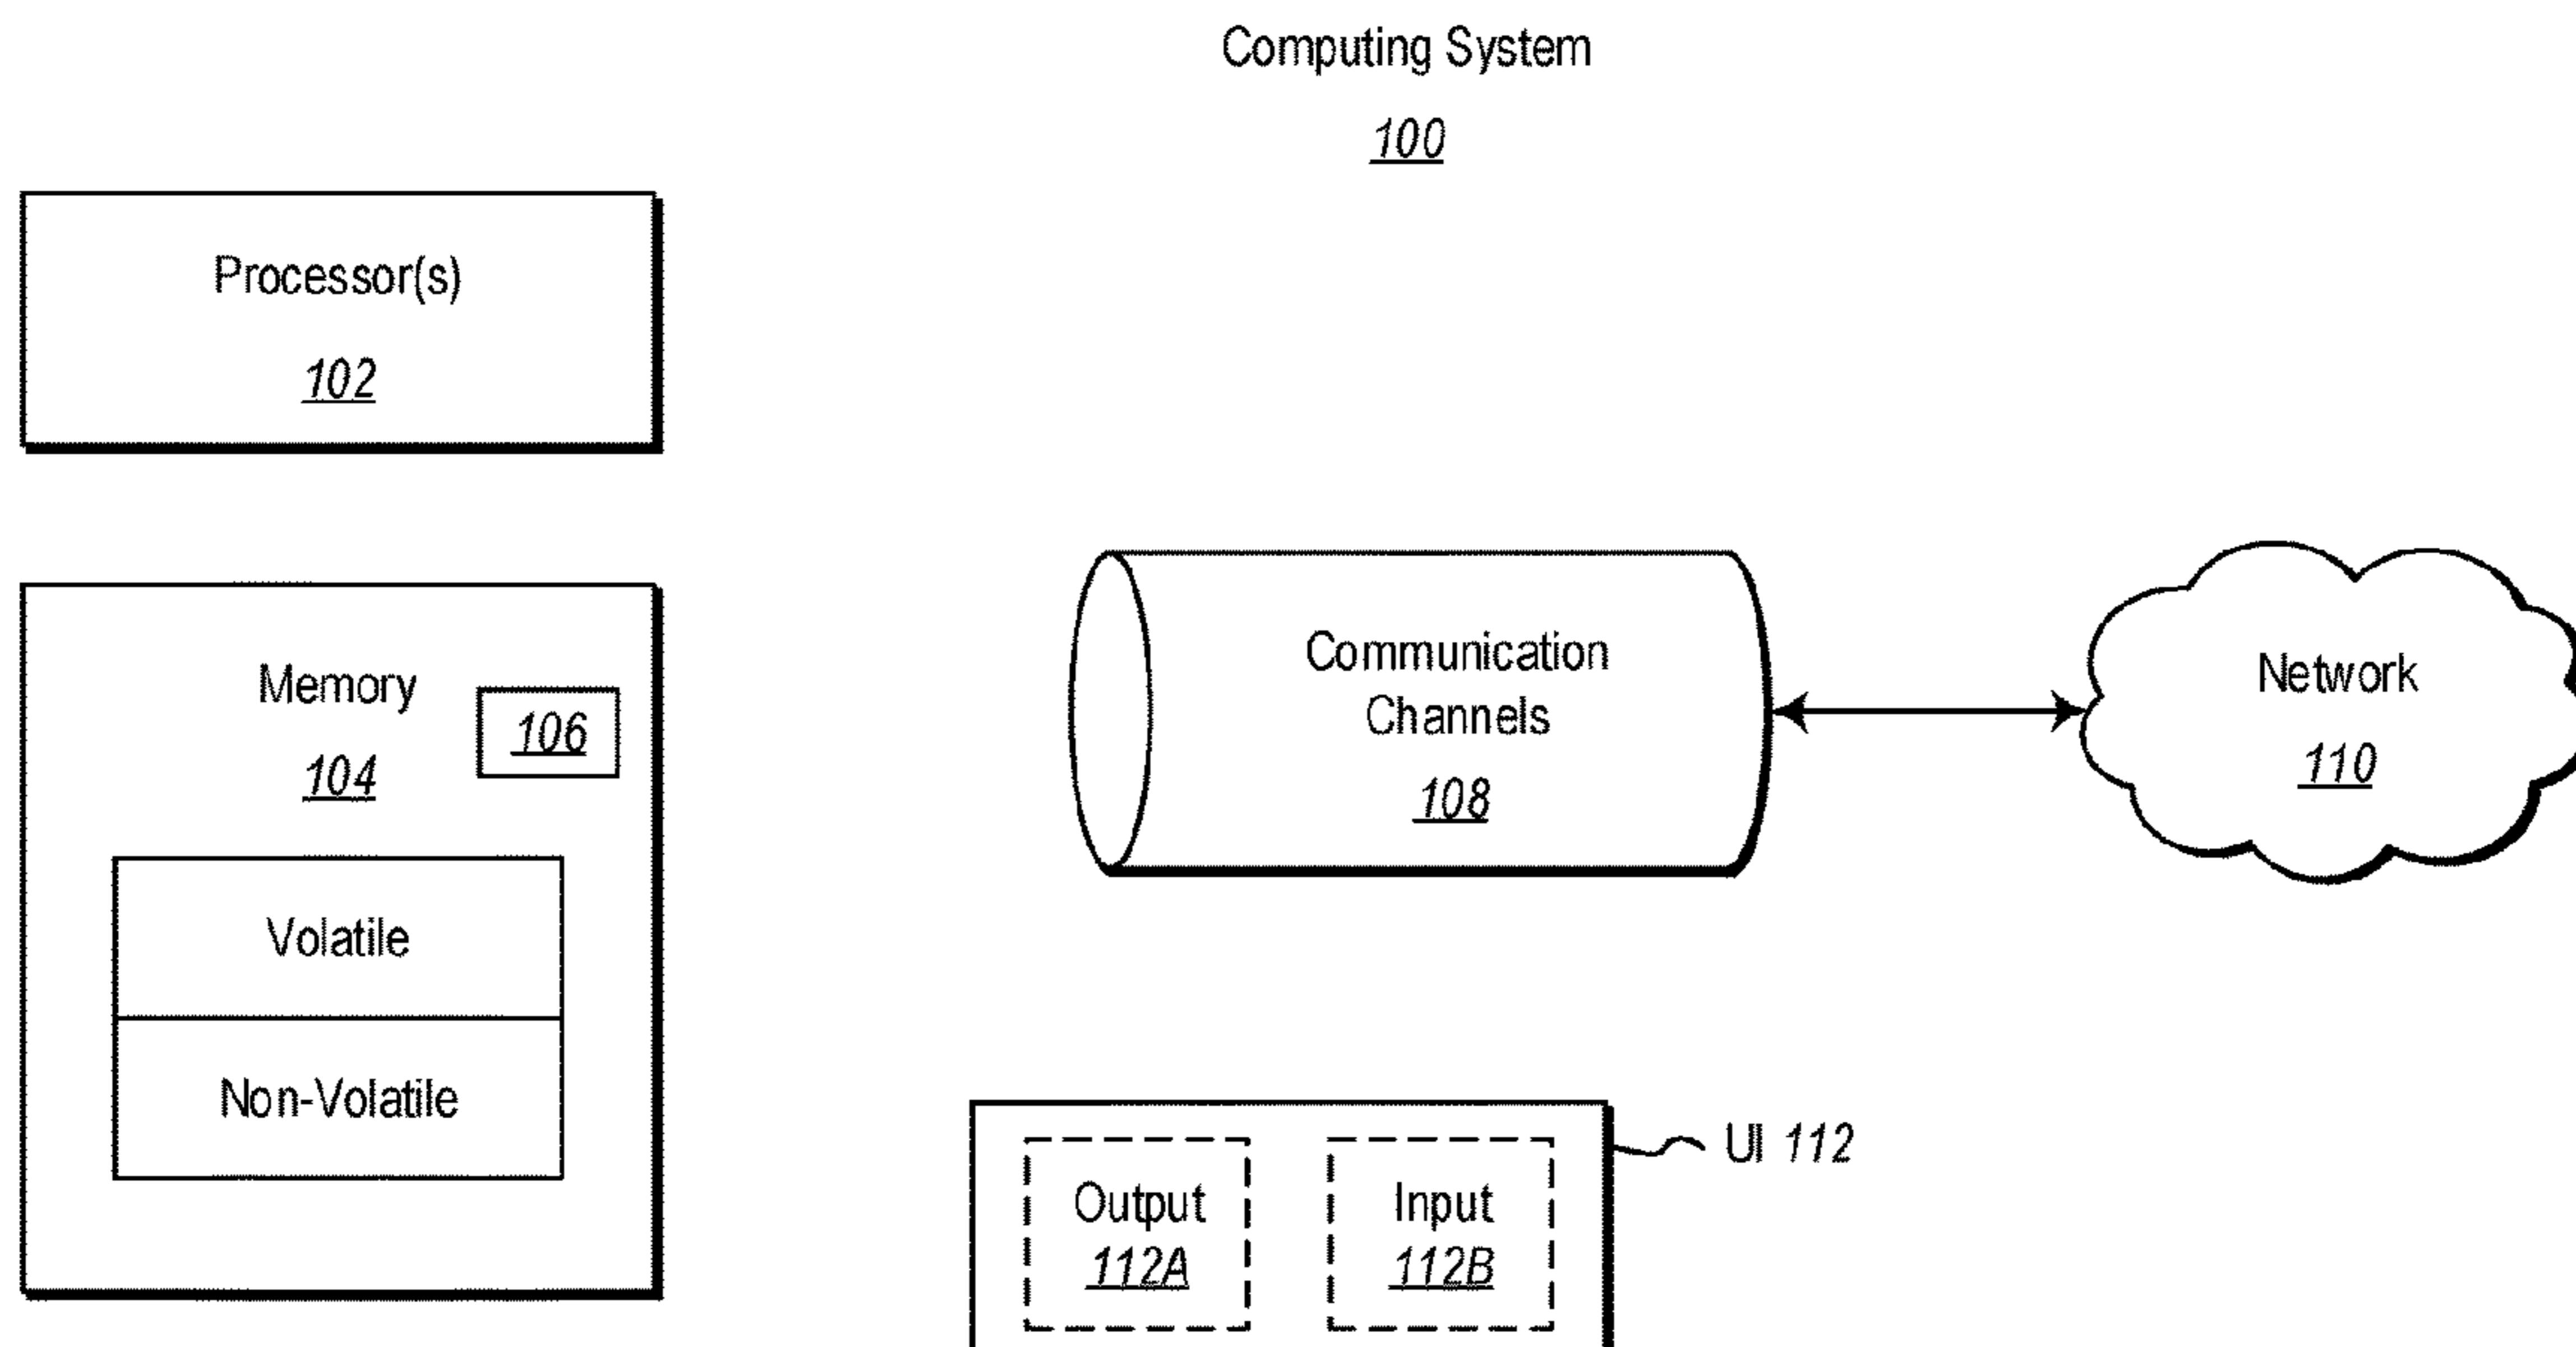 Computing System
100
Processor(s)
102
Memory
104
106
Volatile
Non-Volatile
Communication
Channels
108
Network
110
UI 112
Output
112A
Input
112B